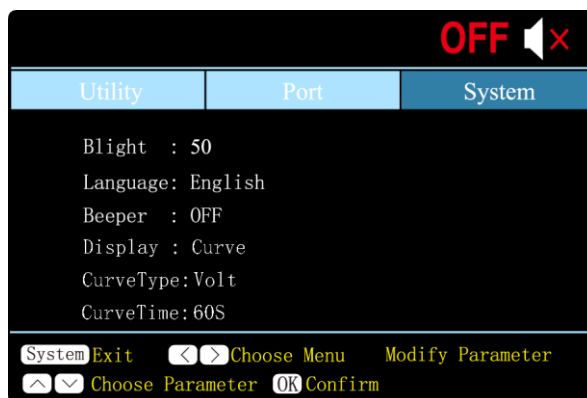 OFF
Utility Port System
Blight : 50
Language: English
Beeper : OFF
Display : Curve
CurveType:Volt
CurveTime:60S
System Exit < > Choose Menu Modify Parameter
Choose Parameter OK Confirm